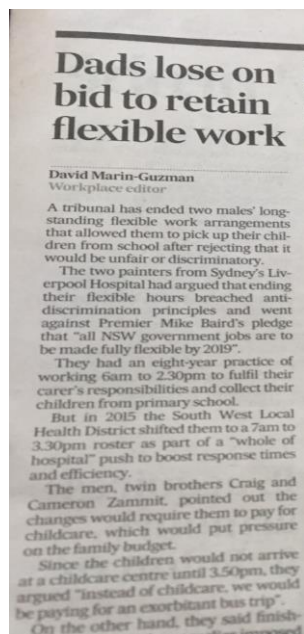 Dads lose on
bid to retain
flexible work
David Marin-Guzman
Workplace editor
A tribunal has ended two males' long-
standing flexible work arrangements
that allowed them to pick up their chil-
dren from school after rejecting that it
would be unfair or discriminatory.
The two painters from Sydney's Liv-
erpool Hospital had argued that ending
their flexible hours breached anti-
discrimination principles and went
against Premier Mike Baird's pledge
that "all NSW government jobs are to
be made fully flexible by 2019".
They had an eight-year practice of
working 6am to 2.30pm to fulfil their
carer's responsibilities and collect their
children from primary school.
But in 2015 the South West Local
Health District shifted them to a 7am to
3.30pm roster as part of a "whole of
hospital" push to boost response times
and efficiency.
The men, twin brothers Craig and
Cameron Zammit, pointed out the
changes would require them to pay for
childcare, which would put pressure
on the family budget.
Since the children would not arrive
at a childcare centre until 3.50pm, they
argued "instead of childcare, we would
be paying for an exorbitant bus trip".
On the other hand, they said finish-